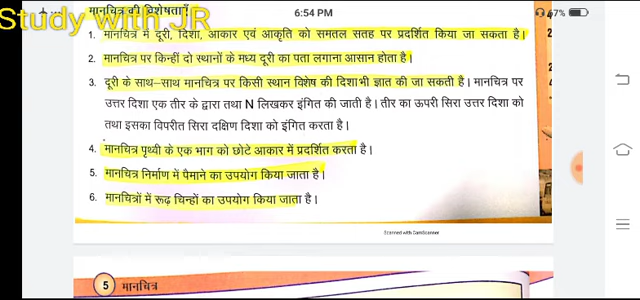 मानचित्र की विशेषताएँ
Study with JR
6:54 PM
67%
1. मानचित्र में दूरी, दिशा, आकार एवं आकृति को समतल सतह पर प्रदर्शित किया जा सकता है।
2. मानचित्र पर किन्हीं दो स्थानों के मध्य दूरी का पता लगाना आसान होता है।
3. दूरी के साथ–साथ मानचित्र पर किसी स्थान विशेष की दिशा भी ज्ञात की जा सकती है। मानचित्र पर
उत्तर दिशा एक तीर के द्वारा तथा N लिखकर इंगित की जाती है। तीर का ऊपरी सिरा उत्तर दिशा को
तथा इसका विपरीत सिरा दक्षिण दिशा को इंगित करता है।
4. मानचित्र पृथ्वी के एक भाग को छोटे आकार में प्रदर्शित करता है।
5. मानचित्र निर्माण में पैमाने का उपयोग किया जाता है।
6. मानचित्रों में रूढ़ चिन्हों का उपयोग किया जाता है।
Scanned with CamScanner
5 मानचित्र